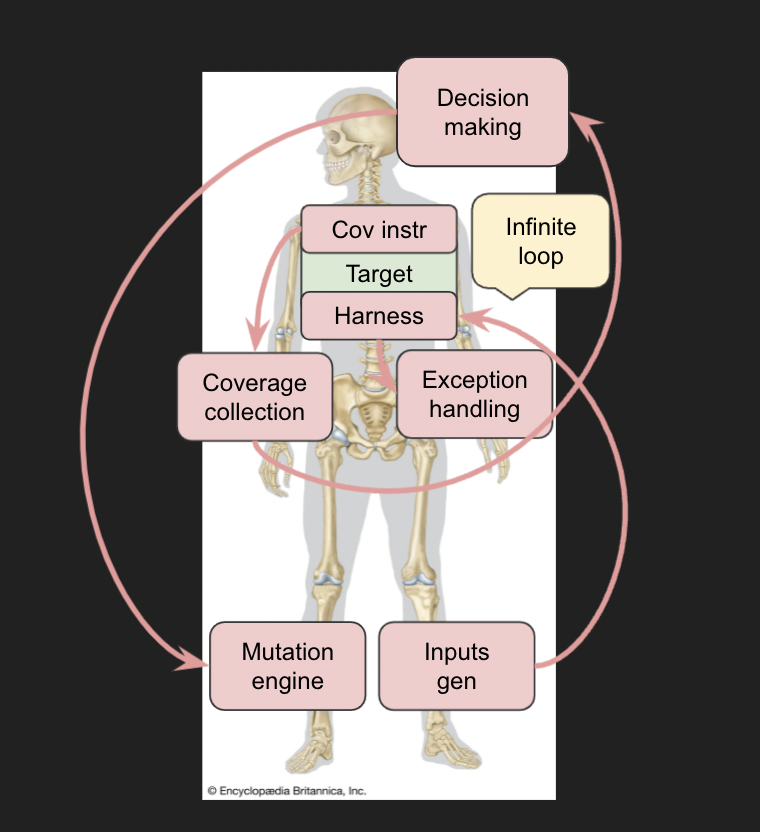 Decision
making
Cov instr
Infinite
loop
Target
Harness
Coverage
collection
Exception
handling
Mutation
engine
Inputs
gen
© Encyclopædia Britannica, Inc.